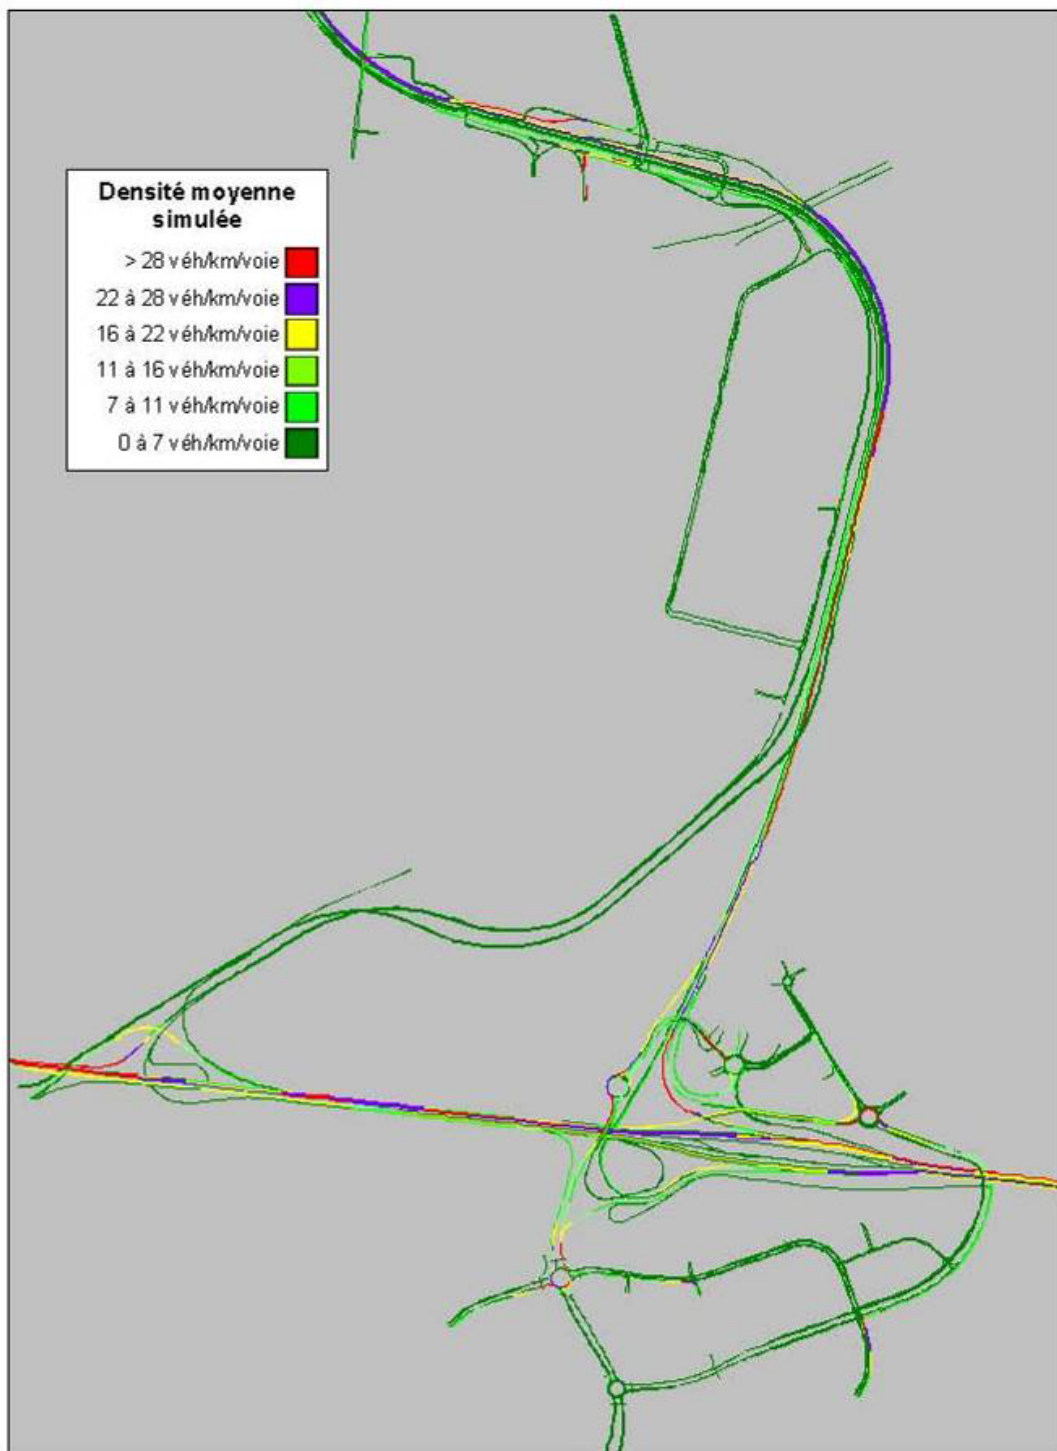 Densité moyenne
simulée
> 28 véh/km/voie
22 à 28 véh/km/voie
16 à 22 véh/km/voie
11 à 16 véh/km/voie
7 à 11 véh/km/voie
0 à 7 véh/km/voie